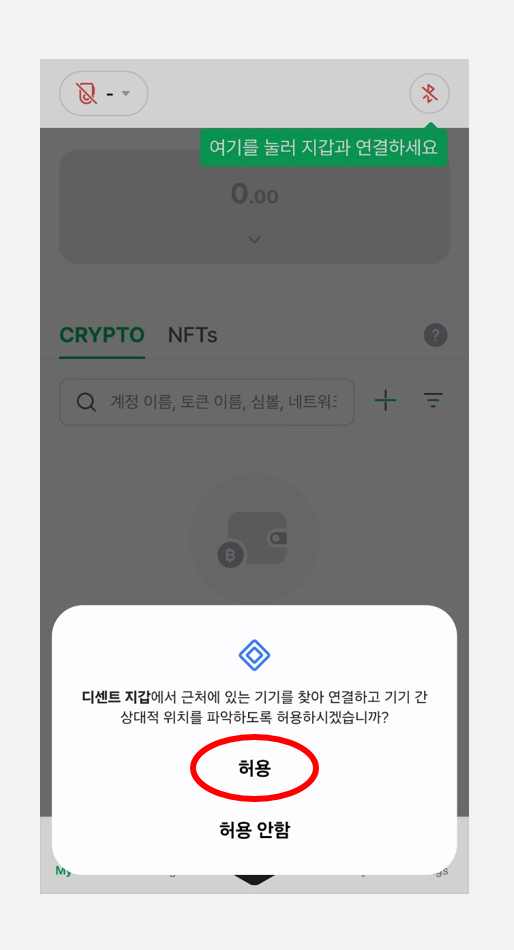 -
여기를 눌러 지갑과 연결하세요
0.00
CRYPTO NFTs
?
계정 이름, 토큰 이름, 심볼, 네트워크
디센트 지갑에서 근처에 있는 기기를 찾아 연결하고 기기 간
상대적 위치를 파악하도록 허용하시겠습니까?
허용
허용 안함
My